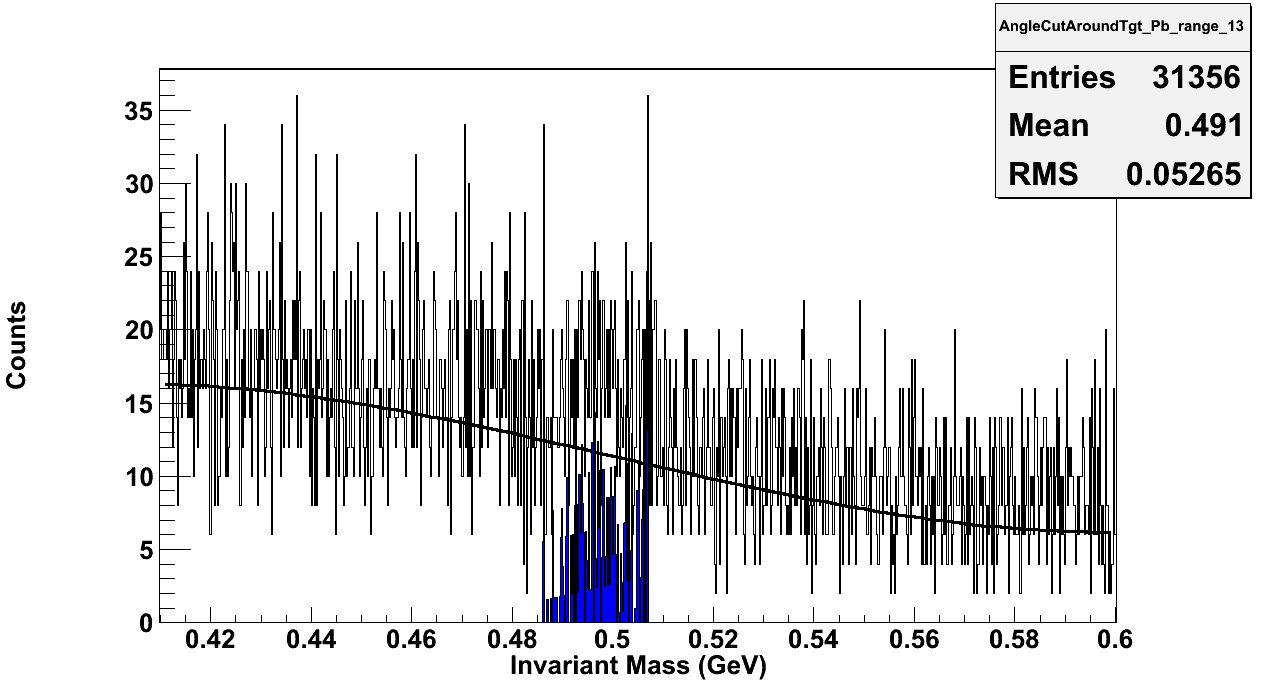 AngleCutAroundTgt_Pb_range_13
Entries 31356
Mean 0.491
RMS 0.05265
Counts
35
30
25
20
15
10
5
0
0.42 0.44 0.46 0.48 0.5 0.52 0.54 0.56 0.58 0.6
Invariant Mass (GeV)